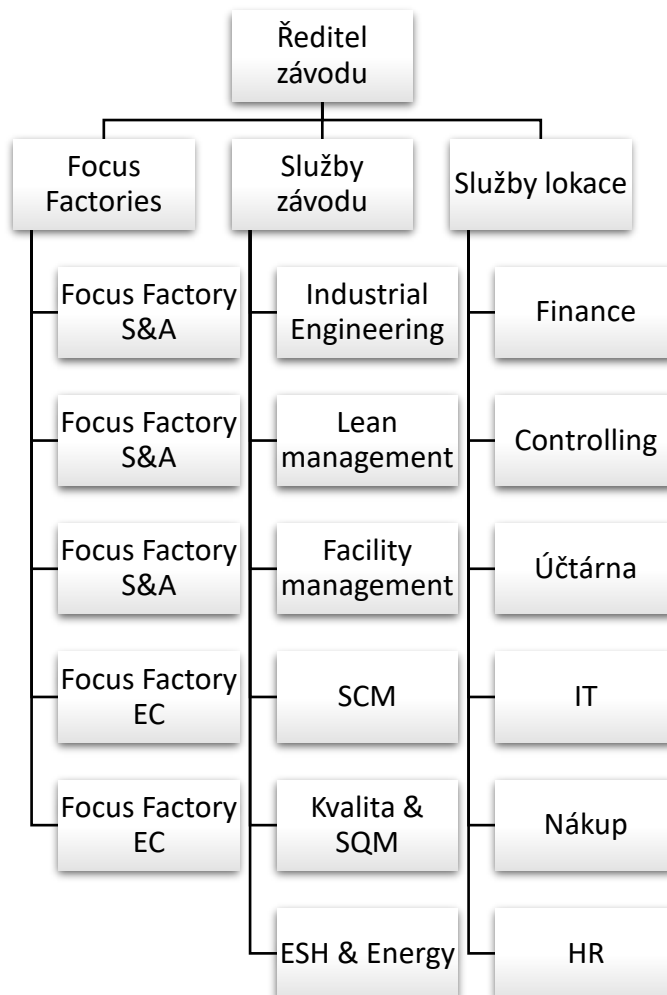 Ředitel
závodu
Focus
Factories
Služby
závodu
Služby lokace
Focus Factory
S&A
Focus Factory
S&A
Focus Factory
S&A
Focus Factory
EC
Focus Factory
EC
Industrial
Engineering
Lean
management
Facility
management
SCM
Kvalita &
SQM
ESH & Energy
Finance
Controlling
Účtárna
IT
Nákup
HR